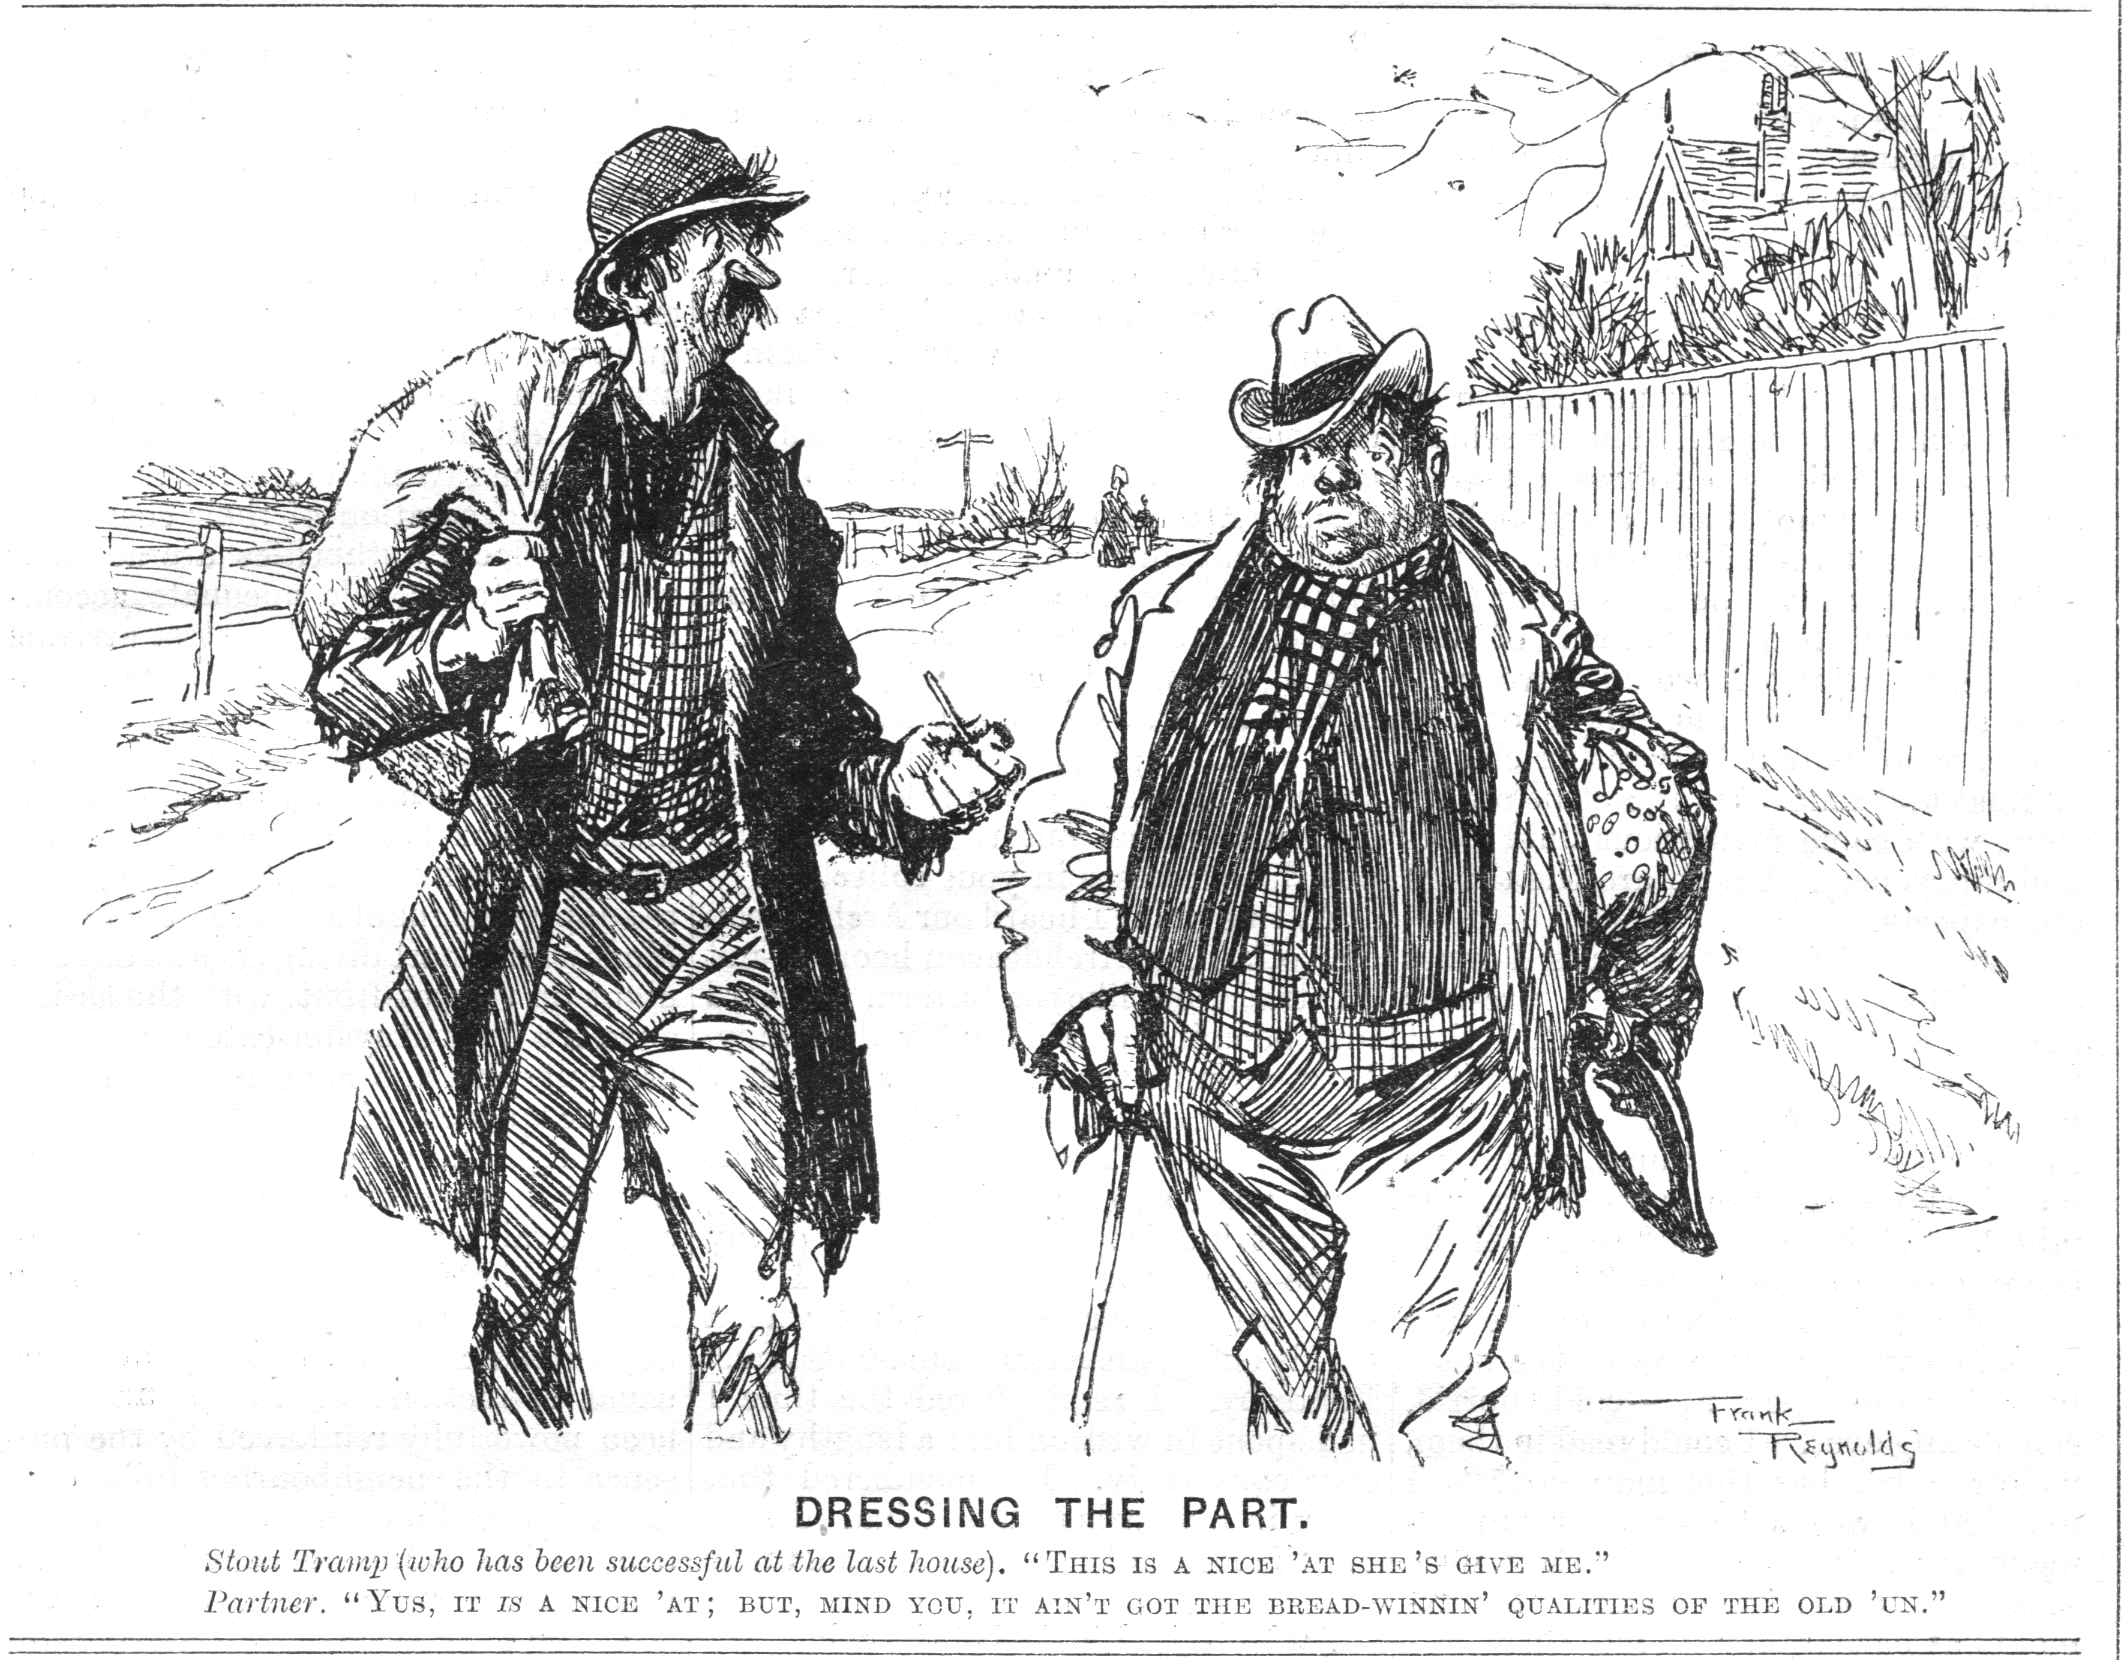 Frank
Reynolds
DRESSING THE PART.
Stout Tramp (who has been successful at the last house). "THIS IS A NICE 'AT SHE'S GIVE ME."
Partner. "YUS, IT IS A NICE 'AT; BUT, MIND YOU, IT AIN'T GOT THE BREAD-WINNIN' QUALITIES OF THE OLD 'UN."